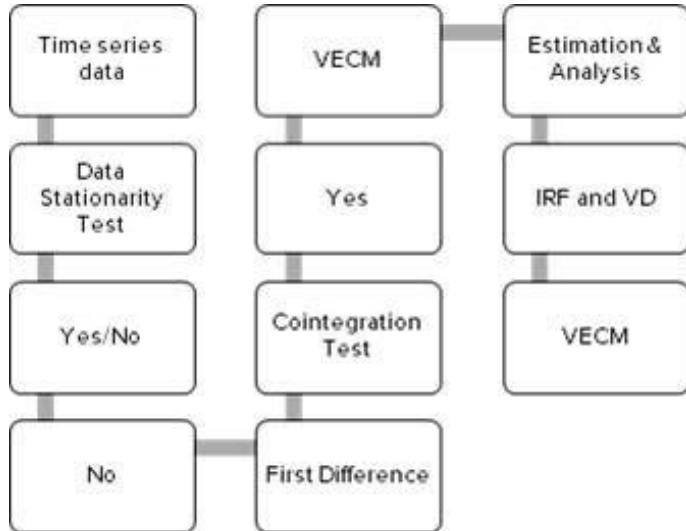 Time series
data
Data
Stationarity
Test
Yes/No
No
First Difference
Cointegration
Test
Yes
VECM
Estimation &
Analysis
IRF and VD
VECM